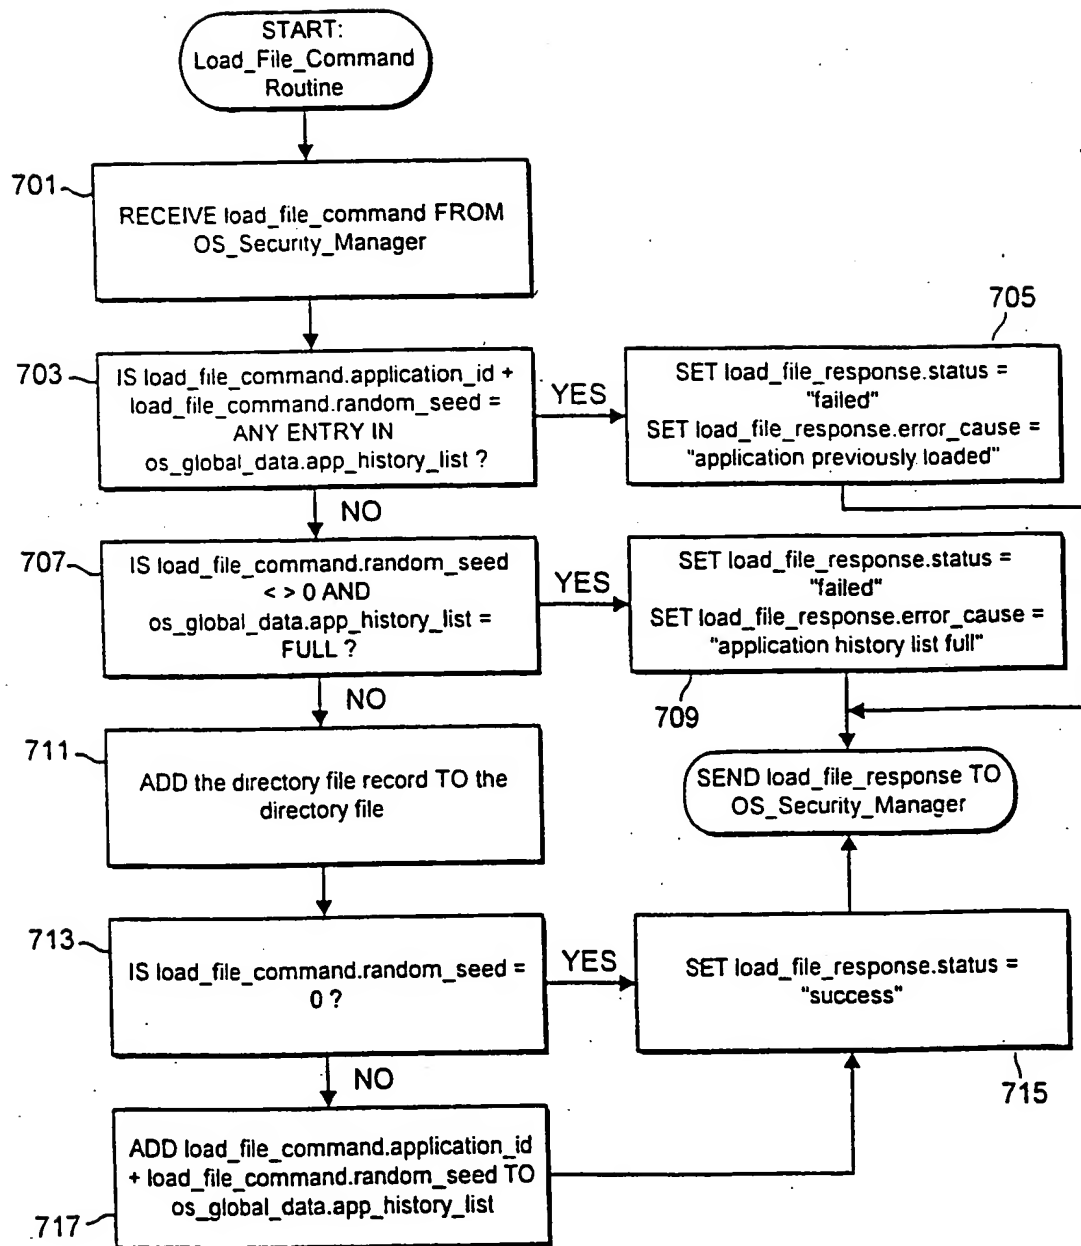 START:
Load_File_Command
Routine
701
RECEIVE load_file_command FROM
OS_Security_Manager
703
IS load_file_command.application_id +
load_file_command.random_seed =
ANY ENTRY IN
os_global_data.app_history_list ?
YES
705
SET load_file_response.status =
"failed"
SET load_file_response.error_cause =
"application previously loaded"
NO
707
IS load_file_command.random_seed
< > 0 AND
os_global_data.app_history_list =
FULL ?
YES
SET load_file_response.status =
"failed"
SET load_file_response.error_cause =
"application history list full"
709
NO
711
ADD the directory file record TO the
directory file
SEND load_file_response TO
OS_Security_Manager
713
IS load_file_command.random_seed =
0 ?
YES
SET load_file_response.status =
"success"
715
NO
ADD load_file_command.application_id
+ load_file_command.random_seed TO
os_global_data.app_history_list
717